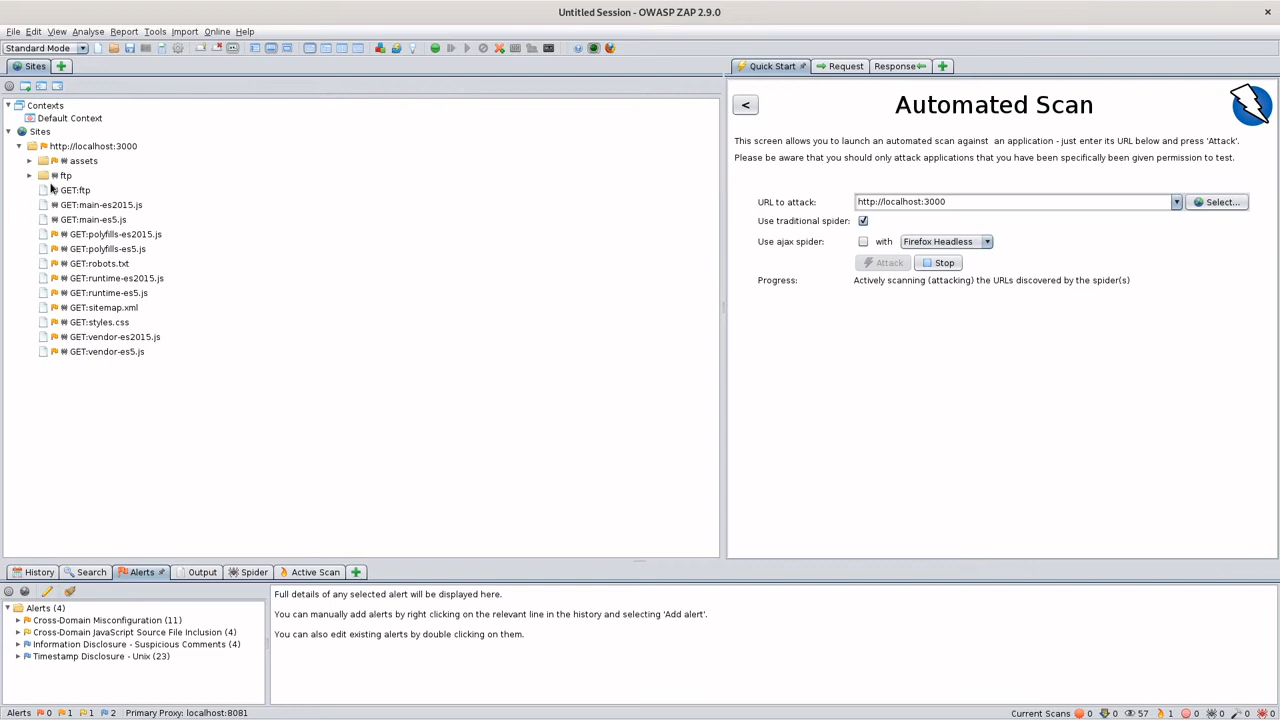 Untitled Session - OWASP ZAP 2.9.0
File Edit View Analyse Report Tools Import Online Help
Standard Mode
Sites
Quick Start Request Response
Contexts
Default Context
Sites
http://localhost:3000
assets
ftp
GET:ftp
GET:main-es2015.js
GET:main-es5.js
GET:polyfills-es2015.js
GET:polyfills-es5.js
GET:robots.txt
GET:runtime-es2015.js
GET:runtime-es5.js
GET:sitemap.xml
GET:styles.css
GET:vendor-es2015.js
GET:vendor-es5.js
<
Automated Scan
This screen allows you to launch an automated scan against an application - just enter its URL below and press 'Attack'.
Please be aware that you should only attack applications that you have been specifically been given permission to test.
URL to attack: http://localhost:3000 Select...
Use traditional spider:
Use ajax spider: with Firefox Headless
Attack Stop
Progress: Actively scanning (attacking) the URLs discovered by the spider(s)
History Search Alerts Output Spider Active Scan
Alerts (4)
Cross-Domain Misconfiguration (11)
Cross-Domain JavaScript Source File Inclusion (4)
Information Disclosure - Suspicious Comments (4)
Timestamp Disclosure - Unix (23)
Full details of any selected alert will be displayed here.
You can manually add alerts by right clicking on the relevant line in the history and selecting 'Add alert'.
You can also edit existing alerts by double clicking on them.
Alerts 0 1 1 2 Primary Proxy: localhost:8081
Current Scans 0 0 57 1 0 0 0 0